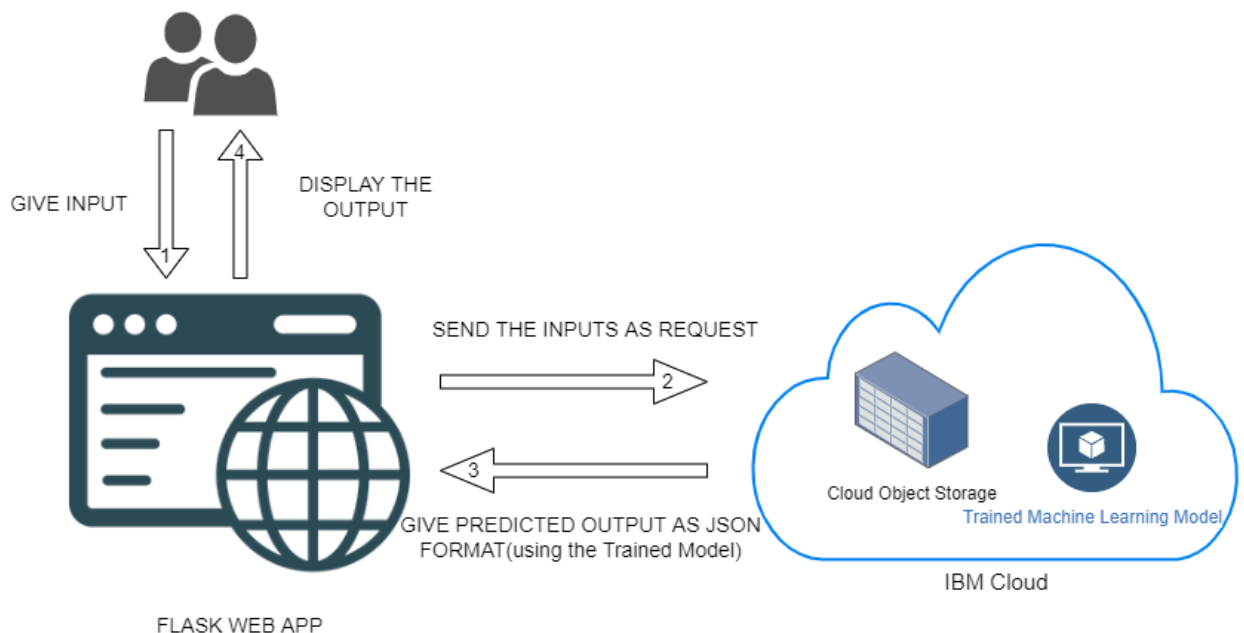 4
DISPLAY THE
OUTPUT
GIVE INPUT
1
SEND THE INPUTS AS REQUEST
2
3
GIVE PREDICTED OUTPUT AS JSON
FORMAT(using the Trained Model)
Cloud Object Storage
Trained Machine Learning Model
IBM Cloud
FLASK WEB APP